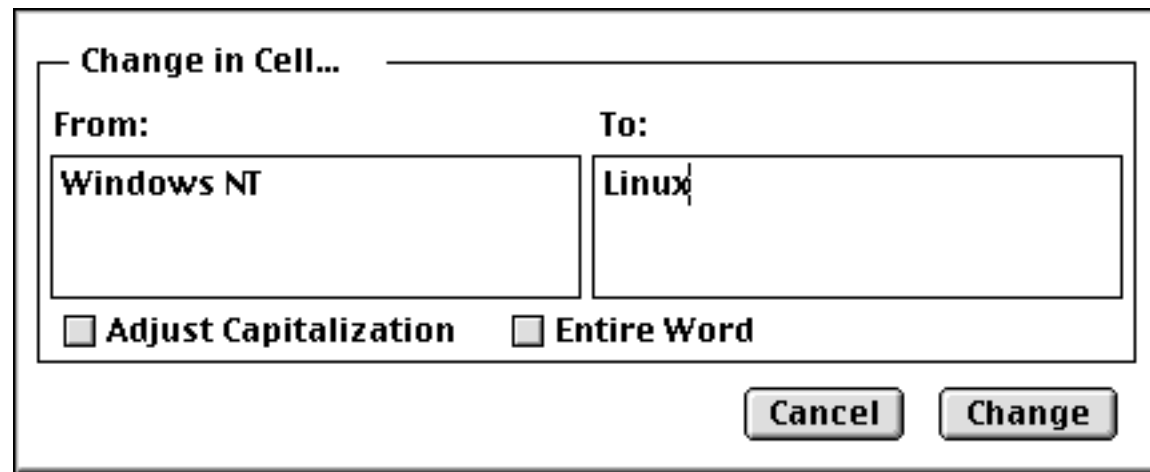 Change in Cell...
From: To:
Windows NT Linux
Adjust Capitalization Entire Word
Cancel Change